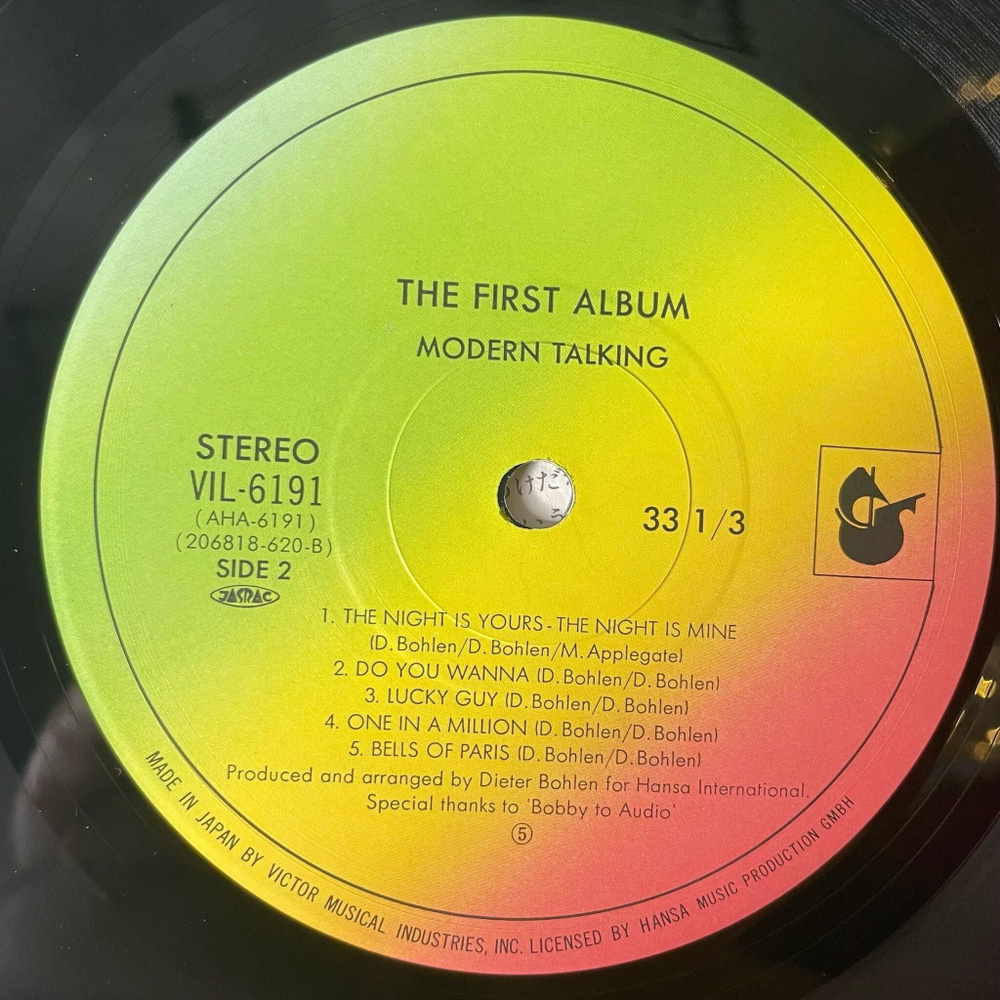 THE FIRST ALBUM
MODERN TALKING
STEREO
VIL-6191
(AHA-6191)
(206818-620-B)
SIDE 2
JASRAC
33 1/3
1. THE NIGHT IS YOURS - THE NIGHT IS MINE
(D. Bohlen/D. Bohlen/M. Applegate)
2. DO YOU WANNA (D. Bohlen/D. Bohlen)
3. LUCKY GUY (D. Bohlen/D. Bohlen)
4. ONE IN A MILLION (D. Bohlen/D. Bohlen)
5. BELLS OF PARIS (D. Bohlen/D. Bohlen)
Produced and arranged by Dieter Bohlen for Hansa International.
Special thanks to 'Bobby to Audio'
⑤
MADE IN JAPAN BY VICTOR MUSICAL INDUSTRIES, INC. LICENSED BY HANSA MUSIC PRODUCTION GMBH